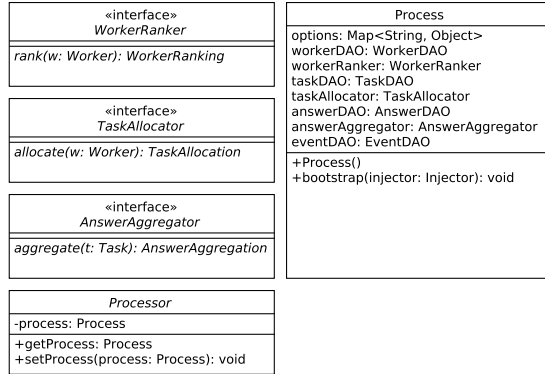 «interface»
WorkerRanker
rank(w: Worker): WorkerRanking
«interface»
TaskAllocator
allocate(w: Worker): TaskAllocation
«interface»
AnswerAggregator
aggregate(t: Task): AnswerAggregation
Processor
-process: Process
+getProcess: Process
+setProcess(process: Process): void
Process
options: Map<String, Object>
workerDAO: WorkerDAO
workerRanker: WorkerRanker
taskDAO: TaskDAO
taskAllocator: TaskAllocator
answerDAO: AnswerDAO
answerAggregator: AnswerAggregator
eventDAO: EventDAO
+Process()
+bootstrap(injector: Injector): void